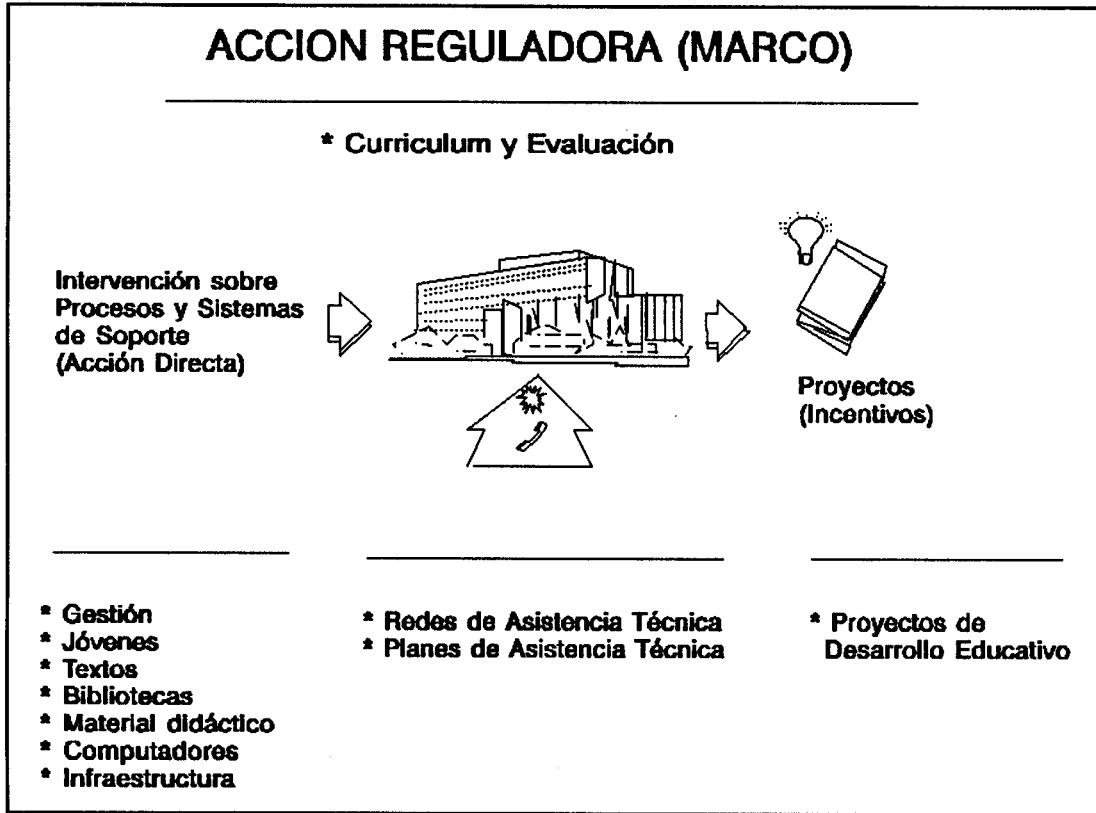 ACCION REGULADORA (MARCO)
* Curriculum y Evaluación
Intervención sobre
Procesos y Sistemas
de Soporte
(Acción Directa)
Proyectos
(Incentivos)
* Gestión
* Jóvenes
* Textos
* Bibliotecas
* Material didáctico
* Computadores
* Infraestructura
* Redes de Asistencia Técnica
* Planes de Asistencia Técnica
* Proyectos de
Desarrollo Educativo